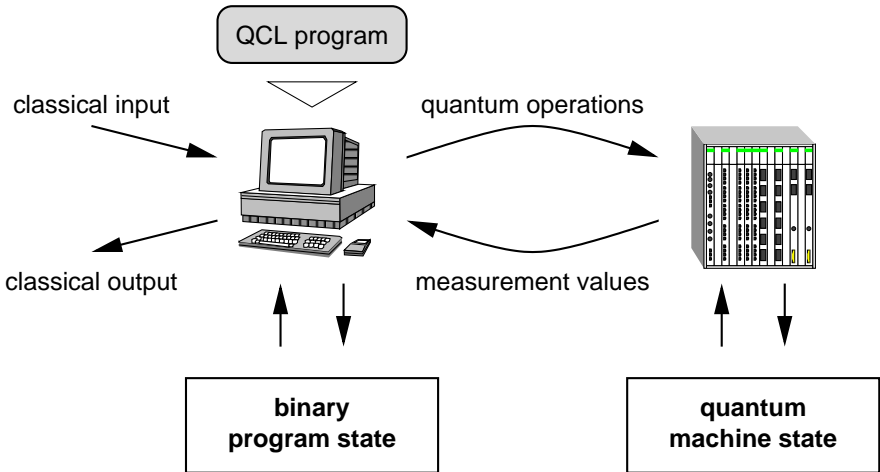 QCL program
classical input
quantum operations
classical output
measurement values
binary
program state
quantum
machine state